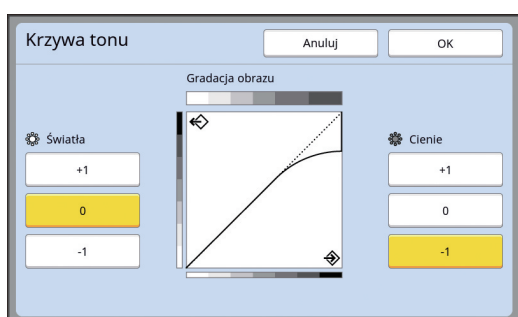 Krzywa tonu
Anuluj
OK
Gradacja obrazu
Światła
Cienie
+1
+1
0
0
-1
-1